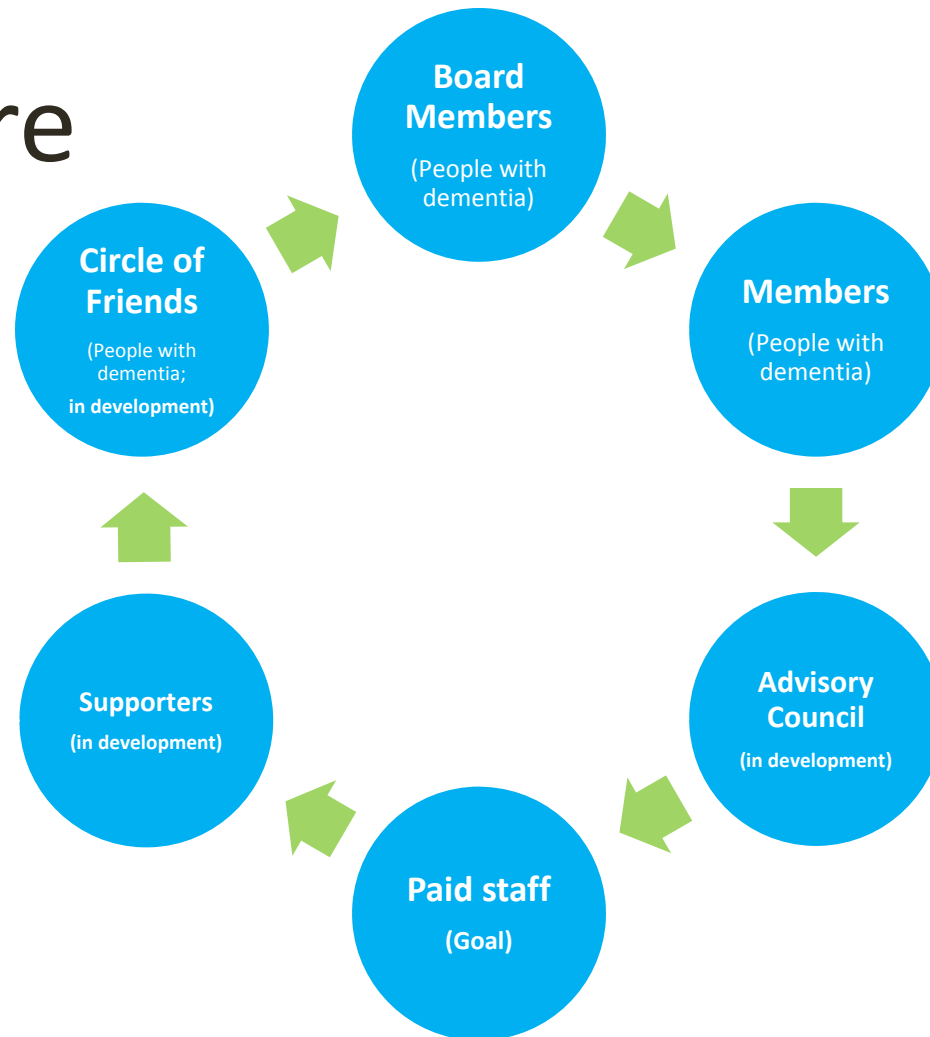 re
Board
Members
(People with
dementia)
Members
(People with
dementia)
Advisory
Council
(in development)
Paid staff
(Goal)
Supporters
(in development)
Circle of
Friends
(People with
dementia;
in development)